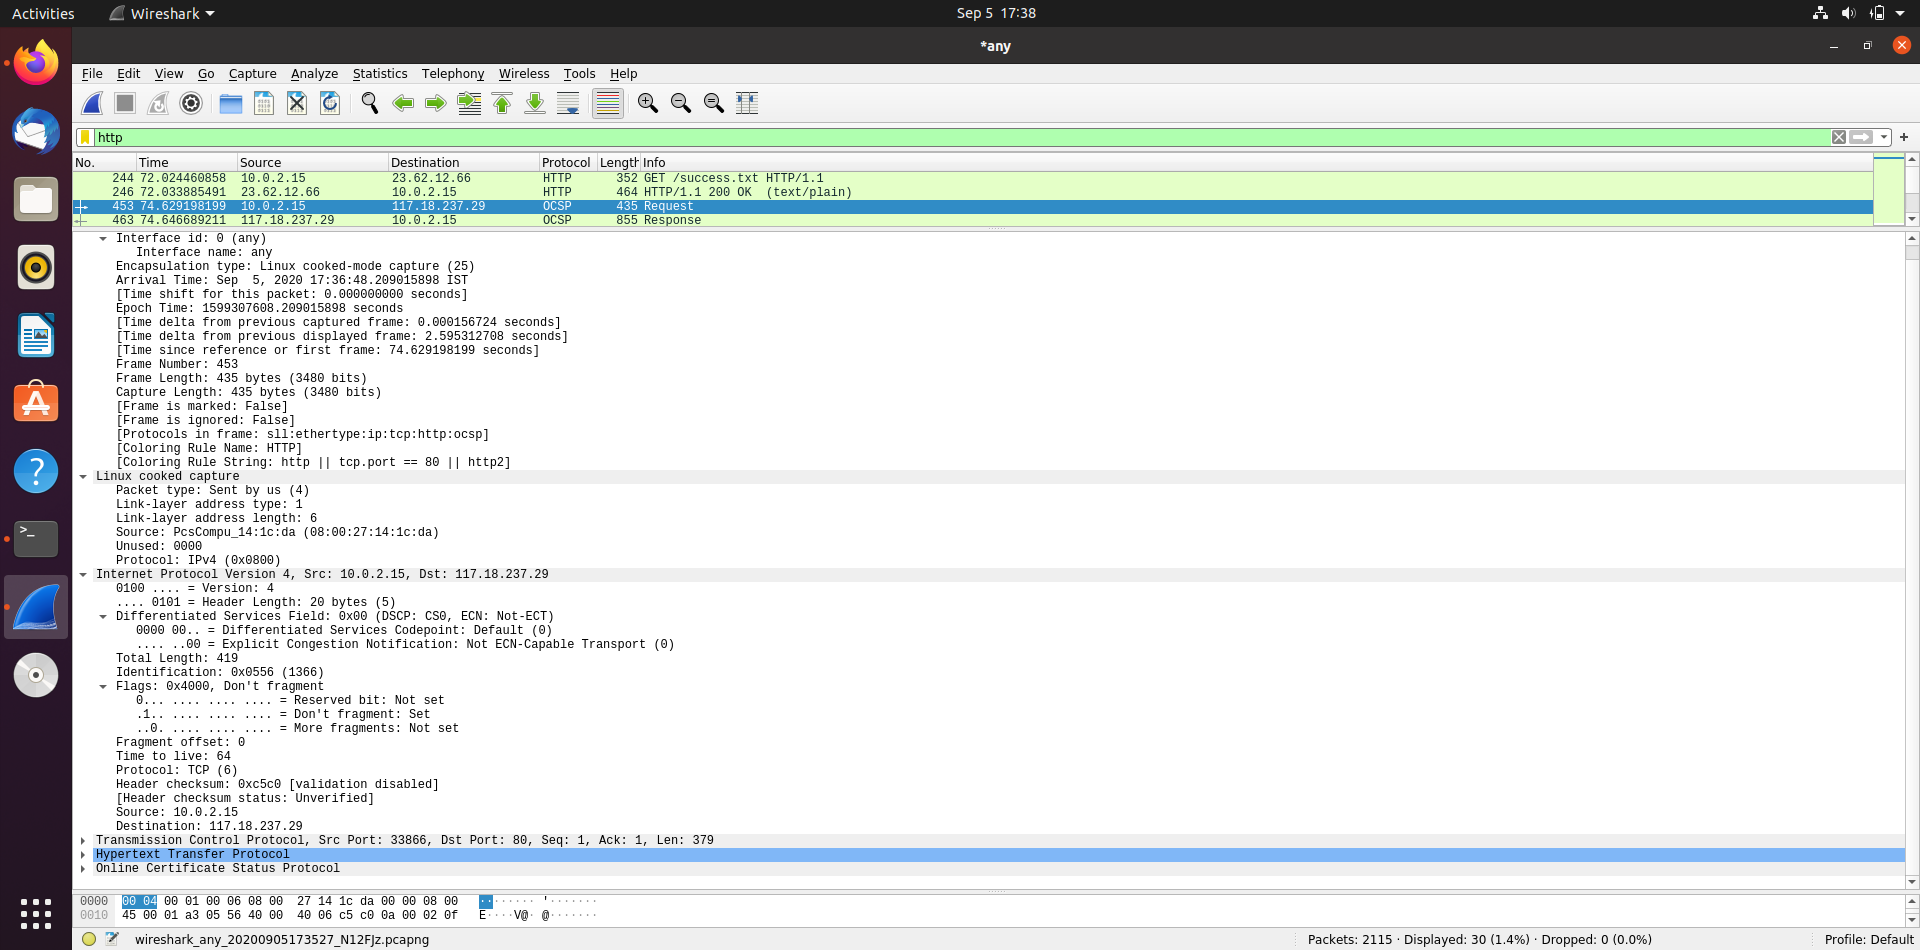 Activities Wireshark Sep 5 17:38
*any
File Edit View Go Capture Analyze Statistics Telephony Wireless Tools Help
http
No. Time Source Destination Protocol Length Info
244 72.024460858 10.0.2.15 23.62.12.66 HTTP 352 GET /success.txt HTTP/1.1
246 72.033885491 23.62.12.66 10.0.2.15 HTTP 464 HTTP/1.1 200 OK (text/plain)
453 74.629198199 10.0.2.15 117.18.237.29 OCSP 435 Request
463 74.646689211 117.18.237.29 10.0.2.15 OCSP 855 Response
Interface id: 0 (any)
Interface name: any
Encapsulation type: Linux cooked-mode capture (25)
Arrival Time: Sep 5, 2020 17:36:48.209015898 IST
[Time shift for this packet: 0.000000000 seconds]
Epoch Time: 1599307608.209015898 seconds
[Time delta from previous captured frame: 0.000156724 seconds]
[Time delta from previous displayed frame: 2.595312708 seconds]
[Time since reference or first frame: 74.629198199 seconds]
Frame Number: 453
Frame Length: 435 bytes (3480 bits)
Capture Length: 435 bytes (3480 bits)
[Frame is marked: False]
[Frame is ignored: False]
[Protocols in frame: sll:ethertype:ip:tcp:http:ocsp]
[Coloring Rule Name: HTTP]
[Coloring Rule String: http || tcp.port == 80 || http2]
Linux cooked capture
Packet type: Sent by us (4)
Link-layer address type: 1
Link-layer address length: 6
Source: PcsCompu_14:1c:da (08:00:27:14:1c:da)
Unused: 0000
Protocol: IPv4 (0x0800)
Internet Protocol Version 4, Src: 10.0.2.15, Dst: 117.18.237.29
0100 .... = Version: 4
.... 0101 = Header Length: 20 bytes (5)
Differentiated Services Field: 0x00 (DSCP: CS0, ECN: Not-ECT)
0000 00.. = Differentiated Services Codepoint: Default (0)
.... ..00 = Explicit Congestion Notification: Not ECN-Capable Transport (0)
Total Length: 419
Identification: 0x0556 (1366)
Flags: 0x4000, Don't fragment
0... .... .... .... = Reserved bit: Not set
.1.. .... .... .... = Don't fragment: Set
..0. .... .... .... = More fragments: Not set
Fragment offset: 0
Time to live: 64
Protocol: TCP (6)
Header checksum: 0xc5c0 [validation disabled]
[Header checksum status: Unverified]
Source: 10.0.2.15
Destination: 117.18.237.29
Transmission Control Protocol, Src Port: 33866, Dst Port: 80, Seq: 1, Ack: 1, Len: 379
Hypertext Transfer Protocol
Online Certificate Status Protocol
0000 00 04 00 01 00 06 08 00 27 14 1c da 00 00 08 00 ········ '·······
0010 45 00 01 a3 05 56 40 00 40 06 c5 c0 0a 00 02 0f E····V@· @·······
wireshark_any_20200905173527_N12FJz.pcapng Packets: 2115 · Displayed: 30 (1.4%) · Dropped: 0 (0.0%) Profile: Default